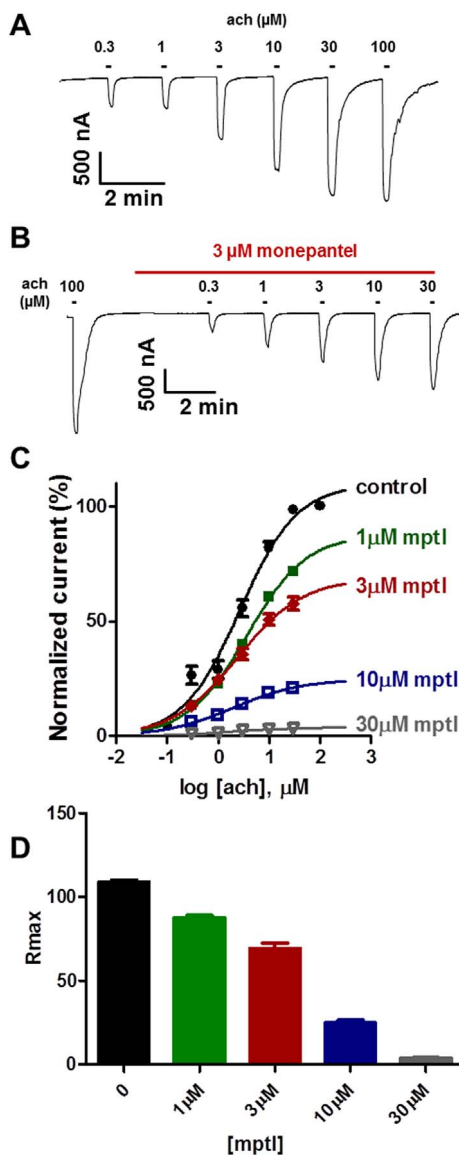 A
ach (µM)
0.3 1 3 10 30 100
500 nA
2 min
B
3 µM monepantel
ach (µM) 100 0.3 1 3 10 30
500 nA
2 min
C
Normalized current (%)
100
50
0
-2 -1 0 1 2 3
log [ach], µM
control
1µM mptl
3µM mptl
10µM mptl
30µM mptl
D
Rmax
150
100
50
0
0 1µM 3µM 10µM 30µM
[mptl]